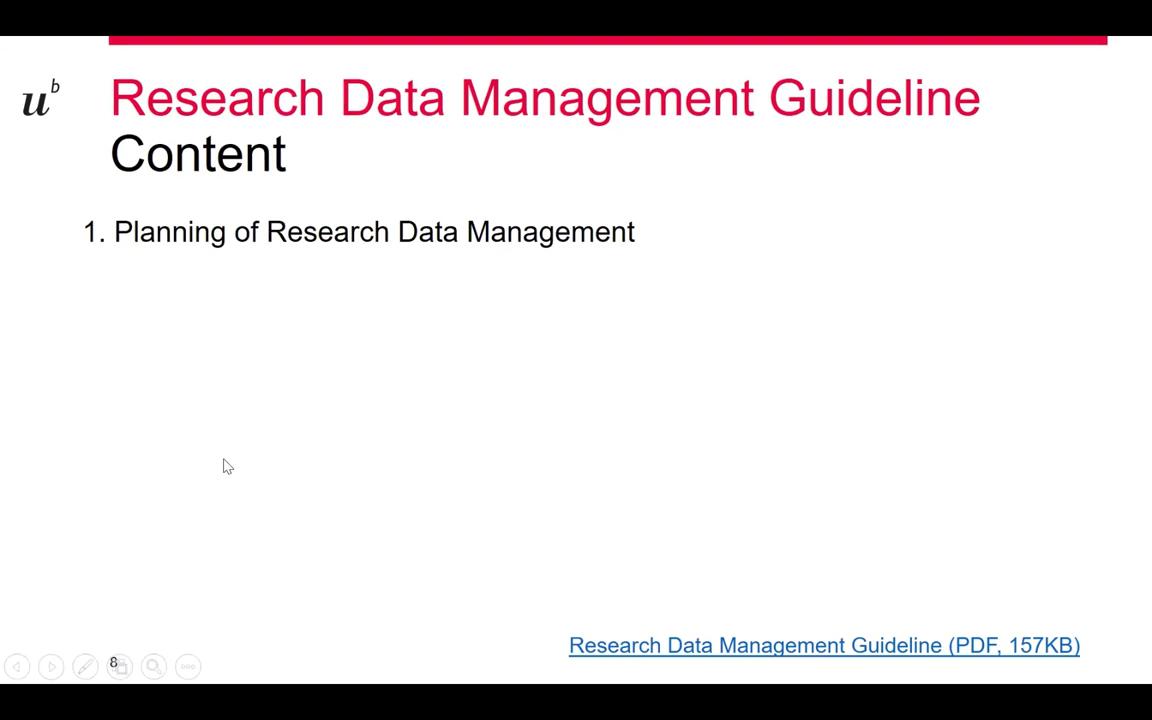 u^b
Research Data Management Guideline
Content
1. Planning of Research Data Management
Research Data Management Guideline (PDF, 157KB)
8